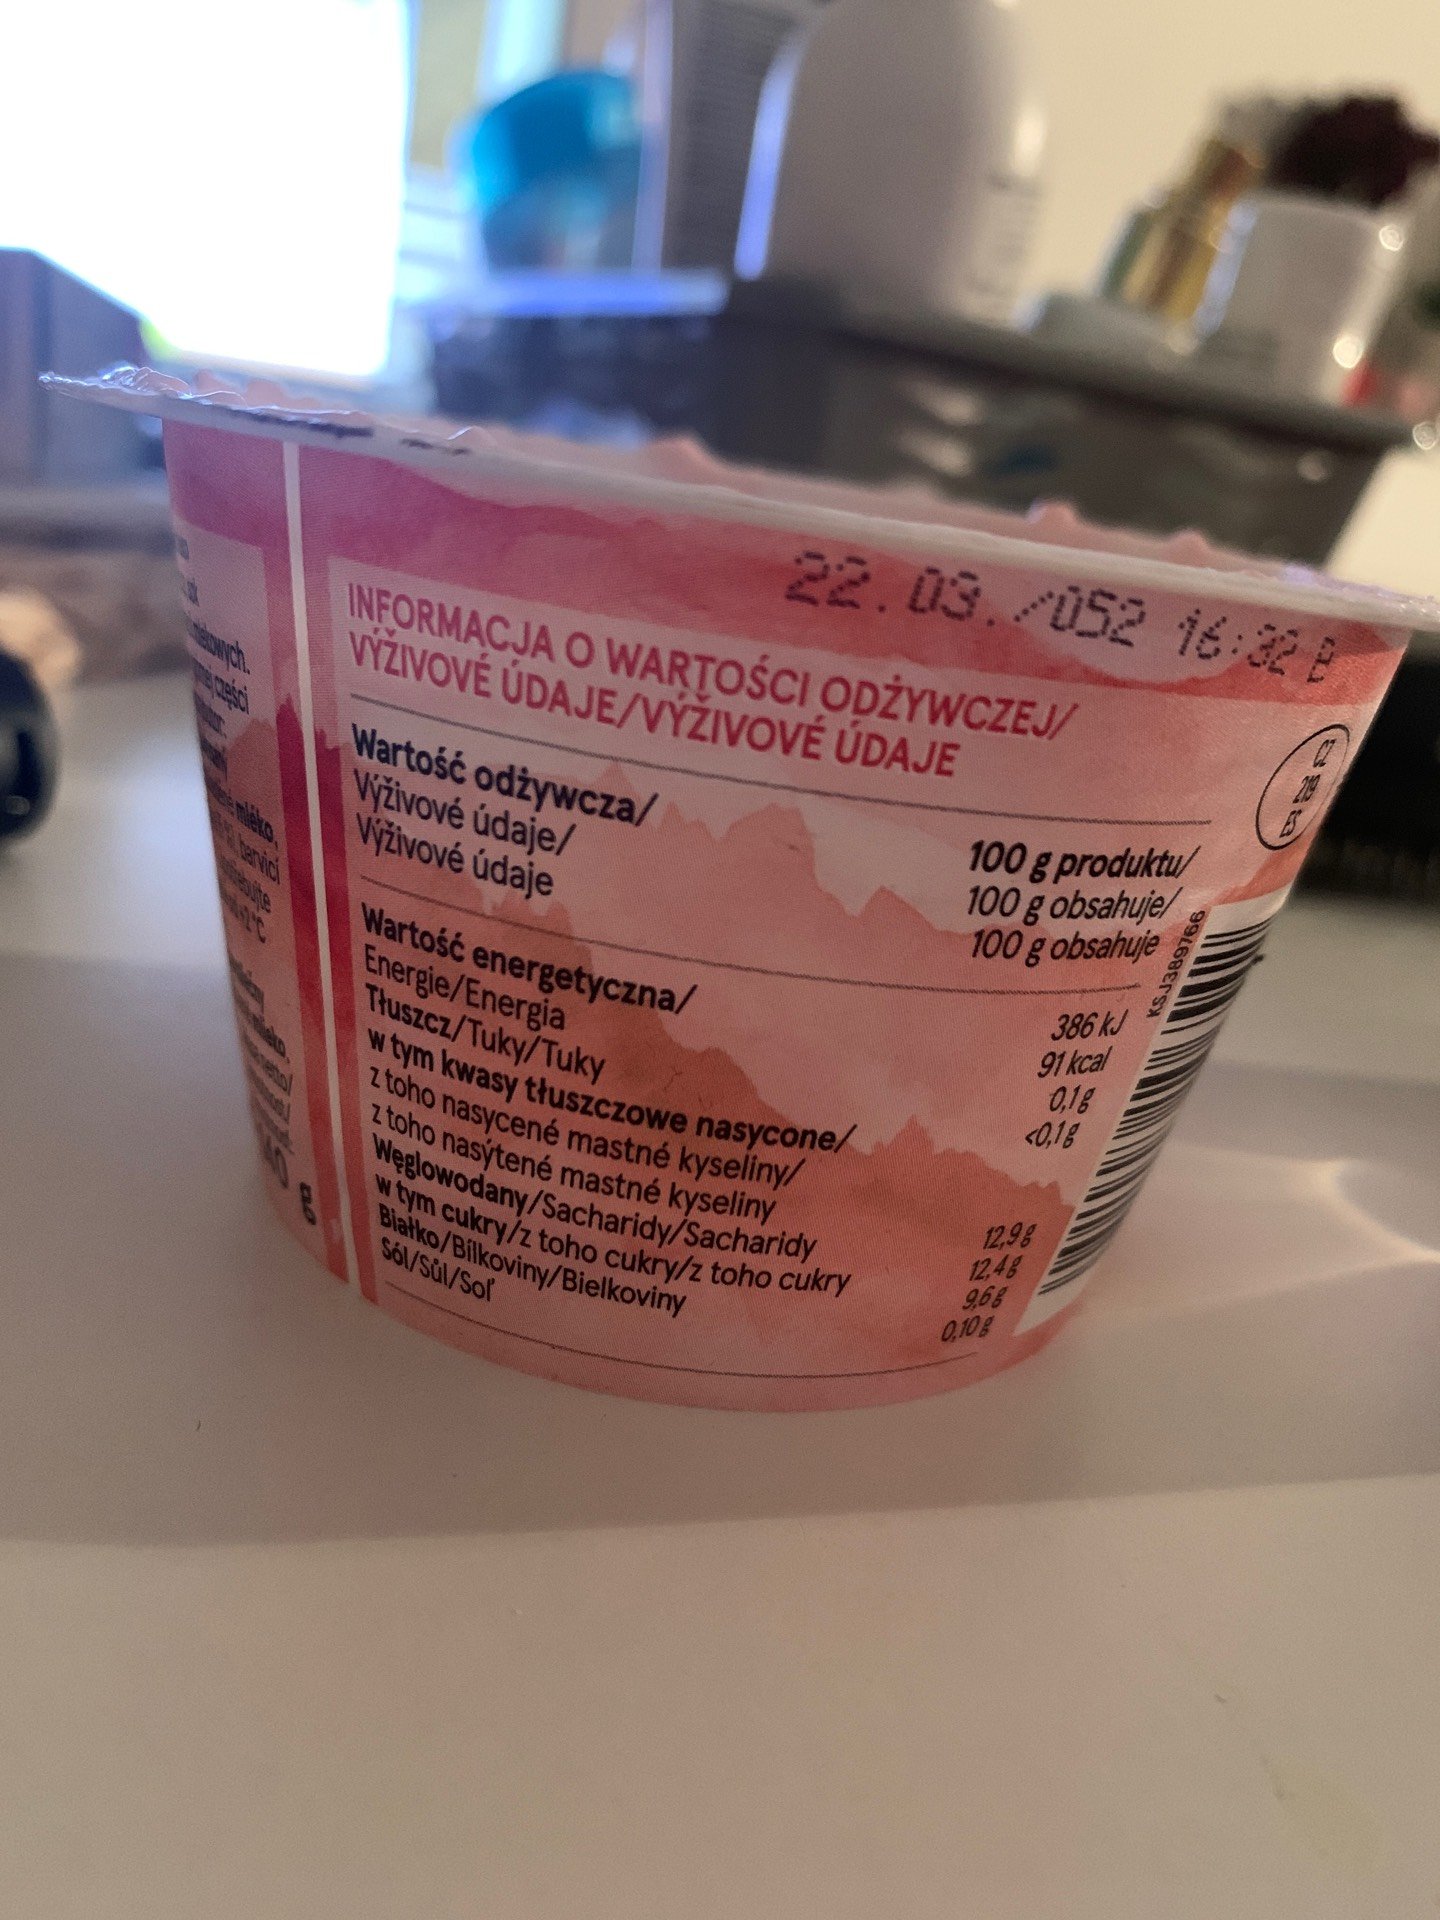 22.03./052 16:32 E
INFORMACJA O WARTOŚCI ODŻYWCZEJ/
VÝŽIVOVÉ ÚDAJE/VÝŽIVOVÉ ÚDAJE
Wartość odżywcza/
Výživové údaje/
Výživové údaje
100 g produktu/
100 g obsahuje/
100 g obsahuje
Wartość energetyczna/
Energie/Energia
386 kJ
91 kcal
Tłuszcz/Tuky/Tuky
0,1 g
w tym kwasy tłuszczowe nasycone/
z toho nasycené mastné kyseliny/
z toho nasýtené mastné kyseliny
<0,1 g
Węglowodany/Sacharidy/Sacharidy
12,9 g
w tym cukry/z toho cukry/z toho cukry
12,4 g
Białko/Bílkoviny/Bielkoviny
9,6 g
Sól/Sůl/Soľ
0,10 g
CZ
219
ES
KSJ389766
części
mléko,
barvicí
g